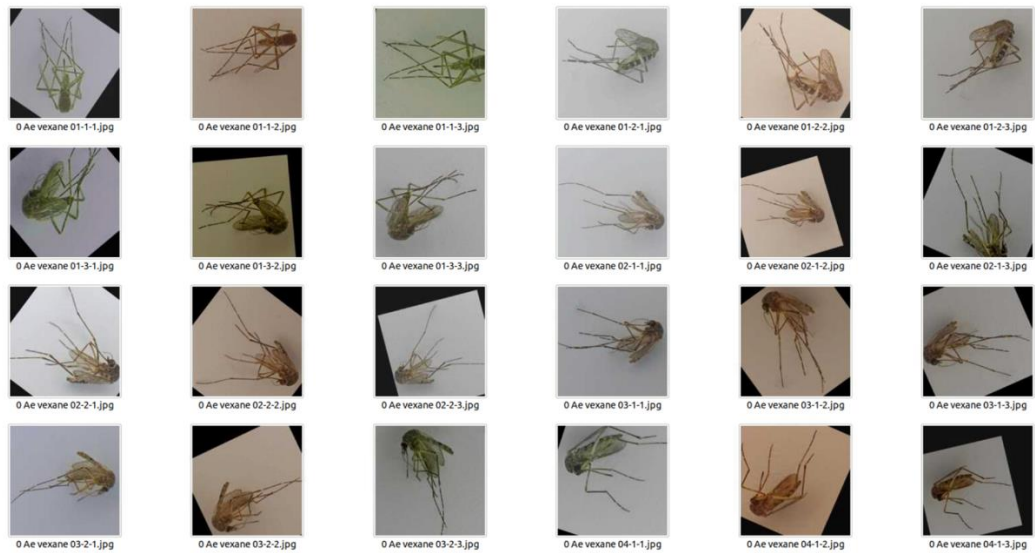 0 Ae vexane 01-1-1.jpg 0 Ae vexane 01-1-2.jpg 0 Ae vexane 01-1-3.jpg 0 Ae vexane 01-2-1.jpg 0 Ae vexane 01-2-2.jpg 0 Ae vexane 01-2-3.jpg
0 Ae vexane 01-3-1.jpg 0 Ae vexane 01-3-2.jpg 0 Ae vexane 01-3-3.jpg 0 Ae vexane 02-1-1.jpg 0 Ae vexane 02-1-2.jpg 0 Ae vexane 02-1-3.jpg
0 Ae vexane 02-2-1.jpg 0 Ae vexane 02-2-2.jpg 0 Ae vexane 02-2-3.jpg 0 Ae vexane 03-1-1.jpg 0 Ae vexane 03-1-2.jpg 0 Ae vexane 03-1-3.jpg
0 Ae vexane 03-2-1.jpg 0 Ae vexane 03-2-2.jpg 0 Ae vexane 03-2-3.jpg 0 Ae vexane 04-1-1.jpg 0 Ae vexane 04-1-2.jpg 0 Ae vexane 04-1-3.jpg